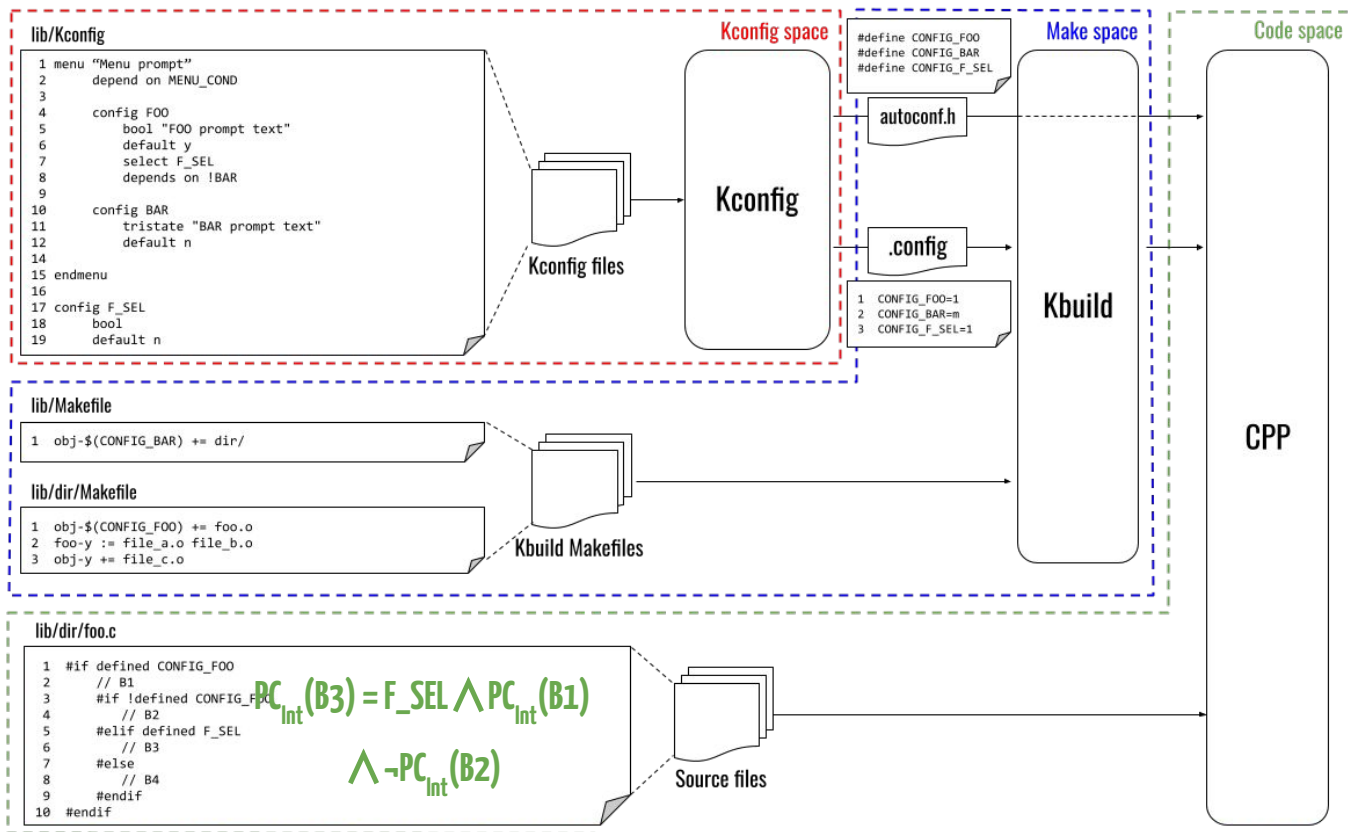 lib/Kconfig
1 menu “Menu prompt”
2 depend on MENU_COND
3
4 config FOO
5 bool "FOO prompt text"
6 default y
7 select F_SEL
8 depends on !BAR
9
10 config BAR
11 tristate "BAR prompt text"
12 default n
14
15 endmenu
16
17 config F_SEL
18 bool
19 default n
Kconfig files
Kconfig space
Kconfig
#define CONFIG_FOO
#define CONFIG_BAR
#define CONFIG_F_SEL
autoconf.h
.config
1 CONFIG_FOO=1
2 CONFIG_BAR=m
3 CONFIG_F_SEL=1
Make space
Kbuild
Code space
CPP
lib/Makefile
1 obj-$(CONFIG_BAR) += dir/
lib/dir/Makefile
1 obj-$(CONFIG_FOO) += foo.o
2 foo-y := file_a.o file_b.o
3 obj-y += file_c.o
Kbuild Makefiles
lib/dir/foo.c
1 #if defined CONFIG_FOO
2 // B1
3 #if !defined CONFIG_FOO
4 // B2
5 #elif defined F_SEL
6 // B3
7 #else
8 // B4
9 #endif
10 #endif
PC_Int(B3) = F_SEL ∧ PC_Int(B1)
∧ ¬PC_Int(B2)
Source files